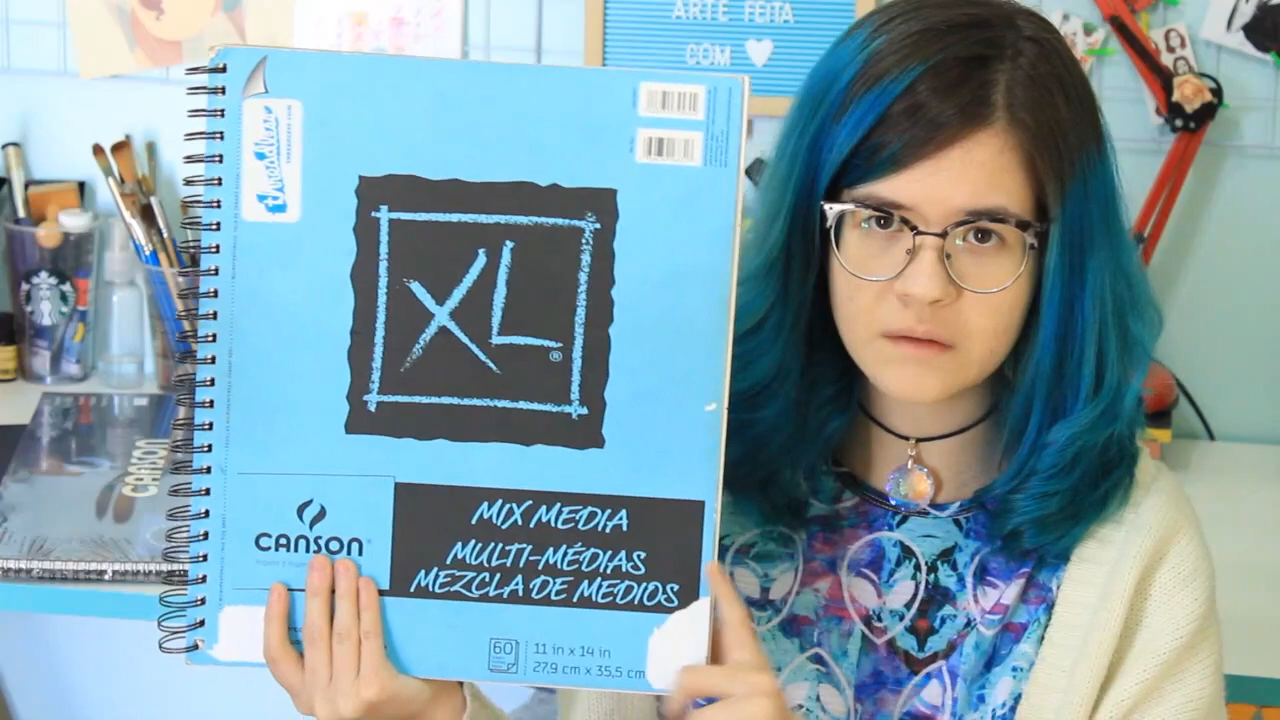 ARTE FEITA
COM
threadless
XL®
CANSON®
MIX MEDIA
MULTI-MÉDIAS
MEZCLA DE MEDIOS
60
11 in x 14 in
27,9 cm x 35,5 cm
CANSON